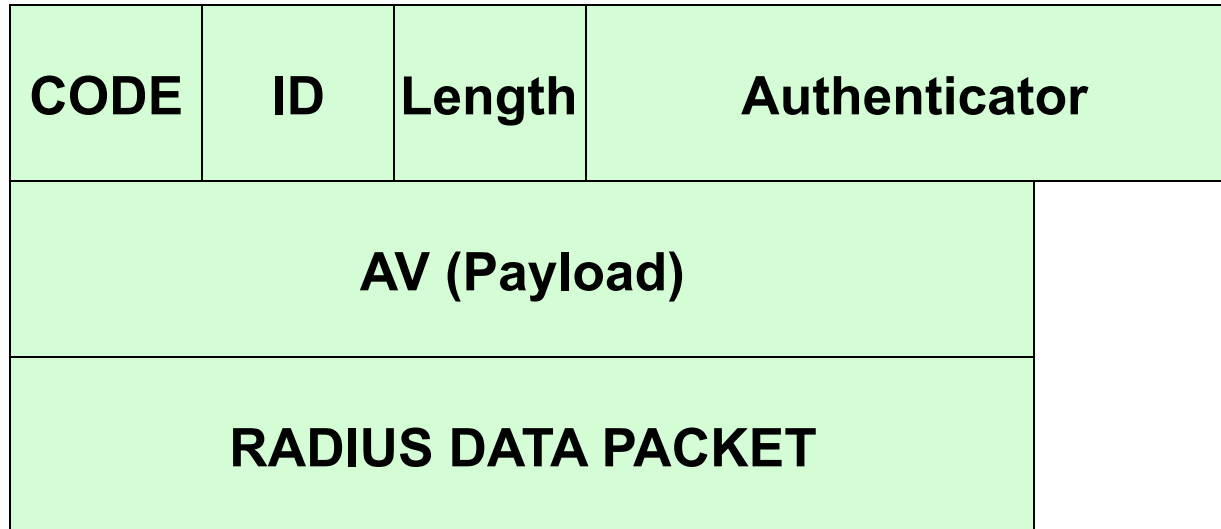 CODE ID Length Authenticator
AV (Payload)
RADIUS DATA PACKET